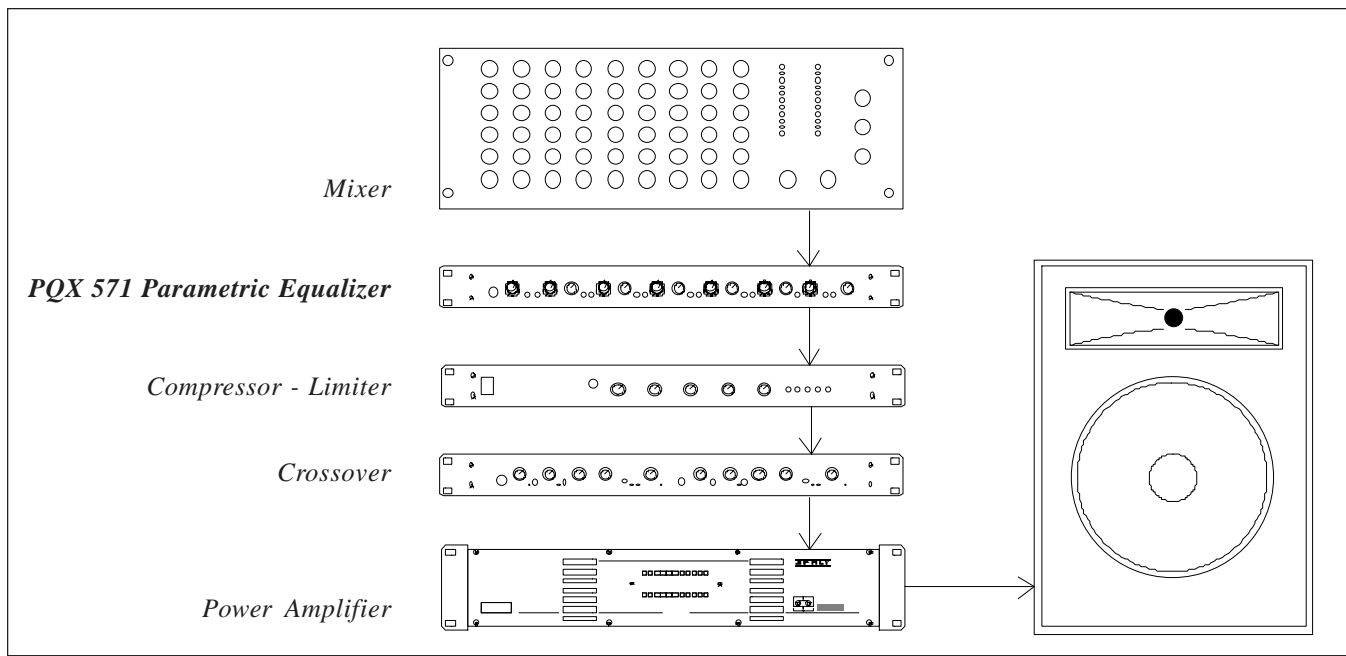 Mixer
PQX 571 Parametric Equalizer
Compressor - Limiter
Crossover
Power Amplifier